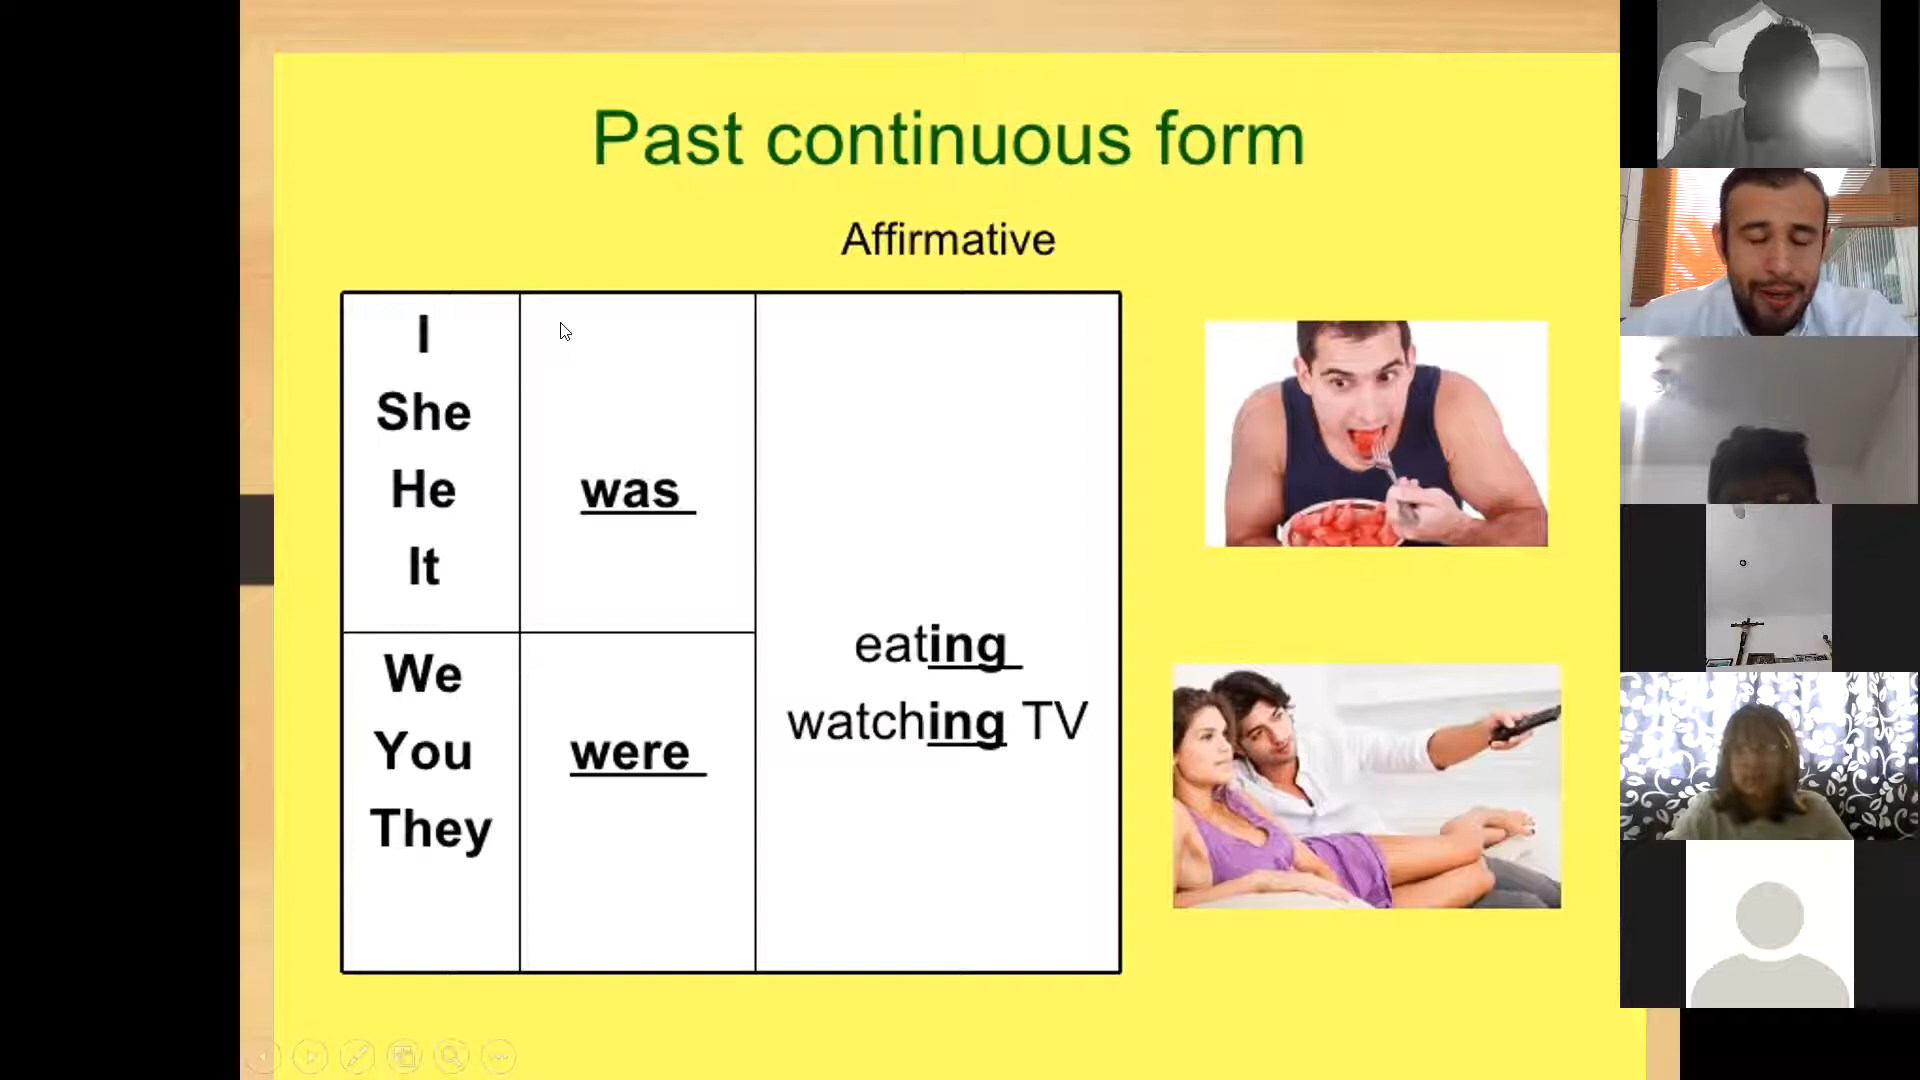 Past continuous form
Affirmative
I
She
He
It
was
We
You
They
were
eating
watching TV